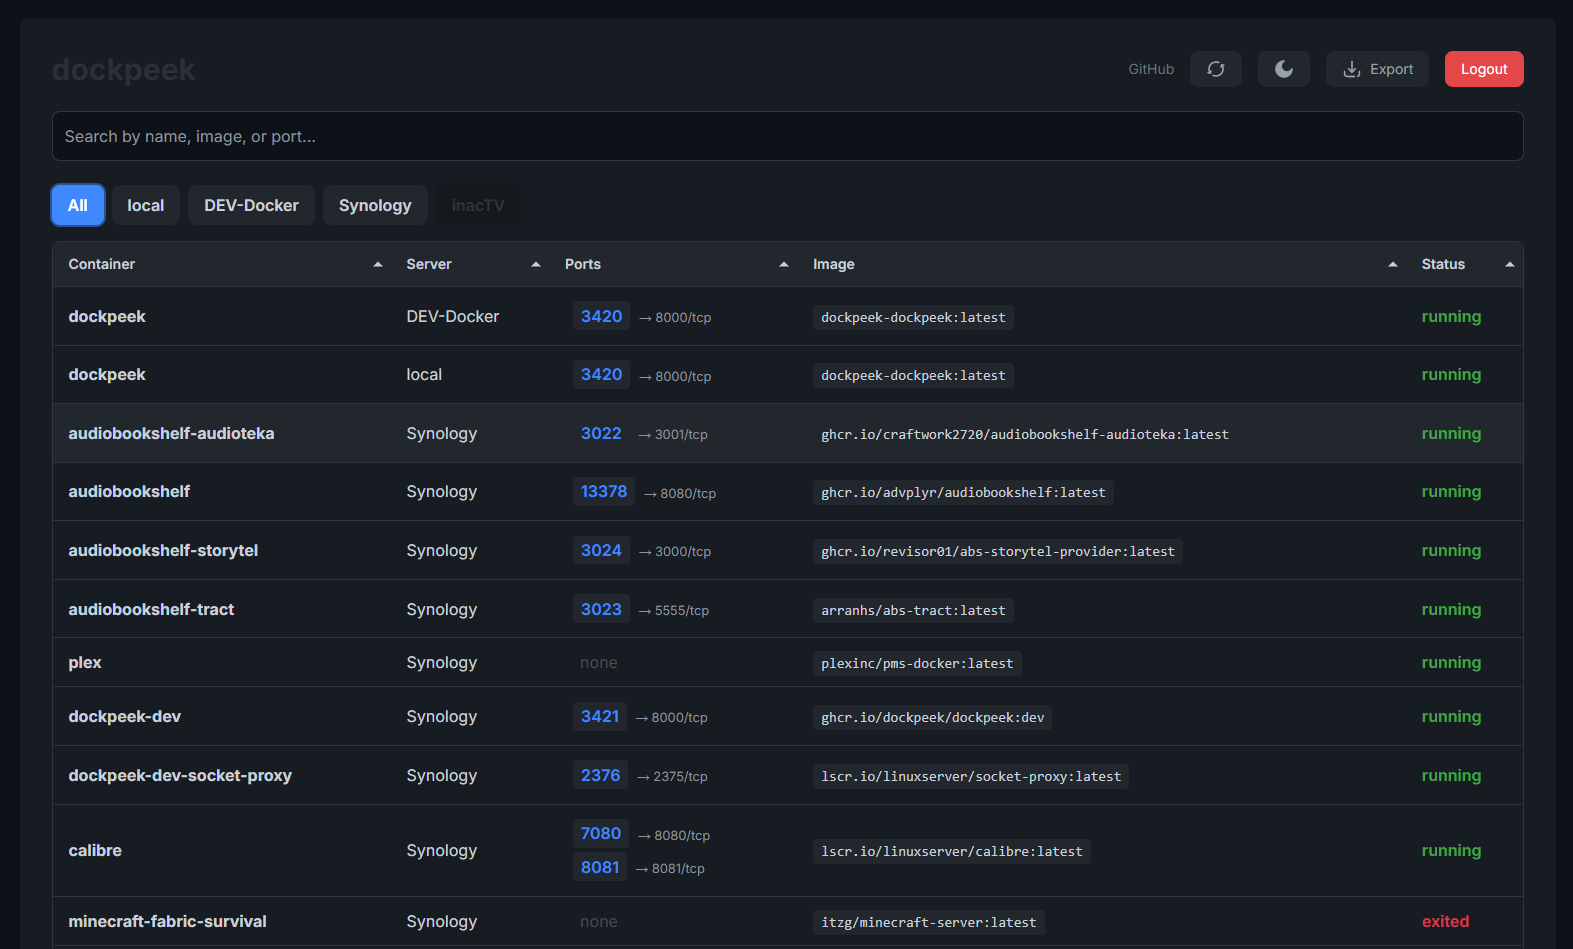 dockpeek
GitHub Export Logout
Search by name, image, or port...
All local DEV-Docker Synology inacTV
Container Server Ports Image Status
dockpeek DEV-Docker 3420 → 8000/tcp dockpeek-dockpeek:latest running
dockpeek local 3420 → 8000/tcp dockpeek-dockpeek:latest running
audiobookshelf-audioteka Synology 3022 → 3001/tcp ghcr.io/craftwork2720/audiobookshelf-audioteka:latest running
audiobookshelf Synology 13378 → 8080/tcp ghcr.io/advplyr/audiobookshelf:latest running
audiobookshelf-storytel Synology 3024 → 3000/tcp ghcr.io/revisor01/abs-storytel-provider:latest running
audiobookshelf-tract Synology 3023 → 5555/tcp arranhs/abs-tract:latest running
plex Synology none plexinc/pms-docker:latest running
dockpeek-dev Synology 3421 → 8000/tcp ghcr.io/dockpeek/dockpeek:dev running
dockpeek-dev-socket-proxy Synology 2376 → 2375/tcp lscr.io/linuxserver/socket-proxy:latest running
calibre Synology 7080 → 8080/tcp lscr.io/linuxserver/calibre:latest running
8081 → 8081/tcp
minecraft-fabric-survival Synology none itzg/minecraft-server:latest exited